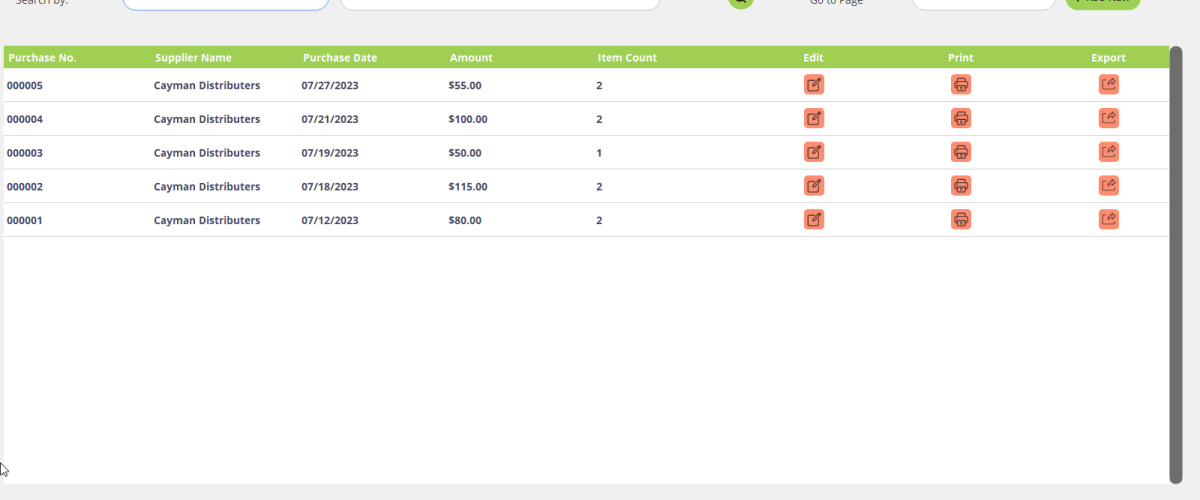 Search by: Go to Page Add New
Purchase No. Supplier Name Purchase Date Amount Item Count Edit Print Export
000005 Cayman Distributers 07/27/2023 $55.00 2
000004 Cayman Distributers 07/21/2023 $100.00 2
000003 Cayman Distributers 07/19/2023 $50.00 1
000002 Cayman Distributers 07/18/2023 $115.00 2
000001 Cayman Distributers 07/12/2023 $80.00 2